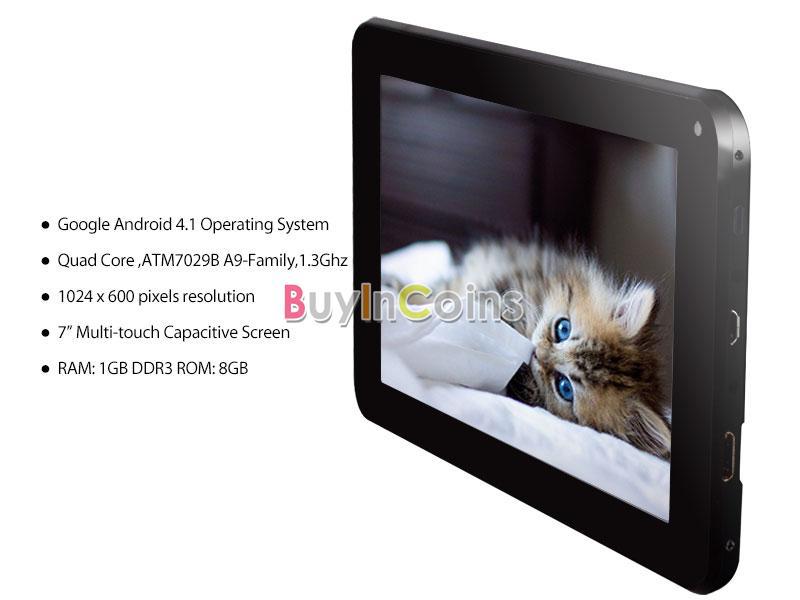 ● Google Android 4.1 Operating System
● Quad Core ,ATM7029B A9-Family,1.3Ghz
● 1024 x 600 pixels resolution
BuyInCoins
● 7” Multi-touch Capacitive Screen
● RAM: 1GB DDR3 ROM: 8GB